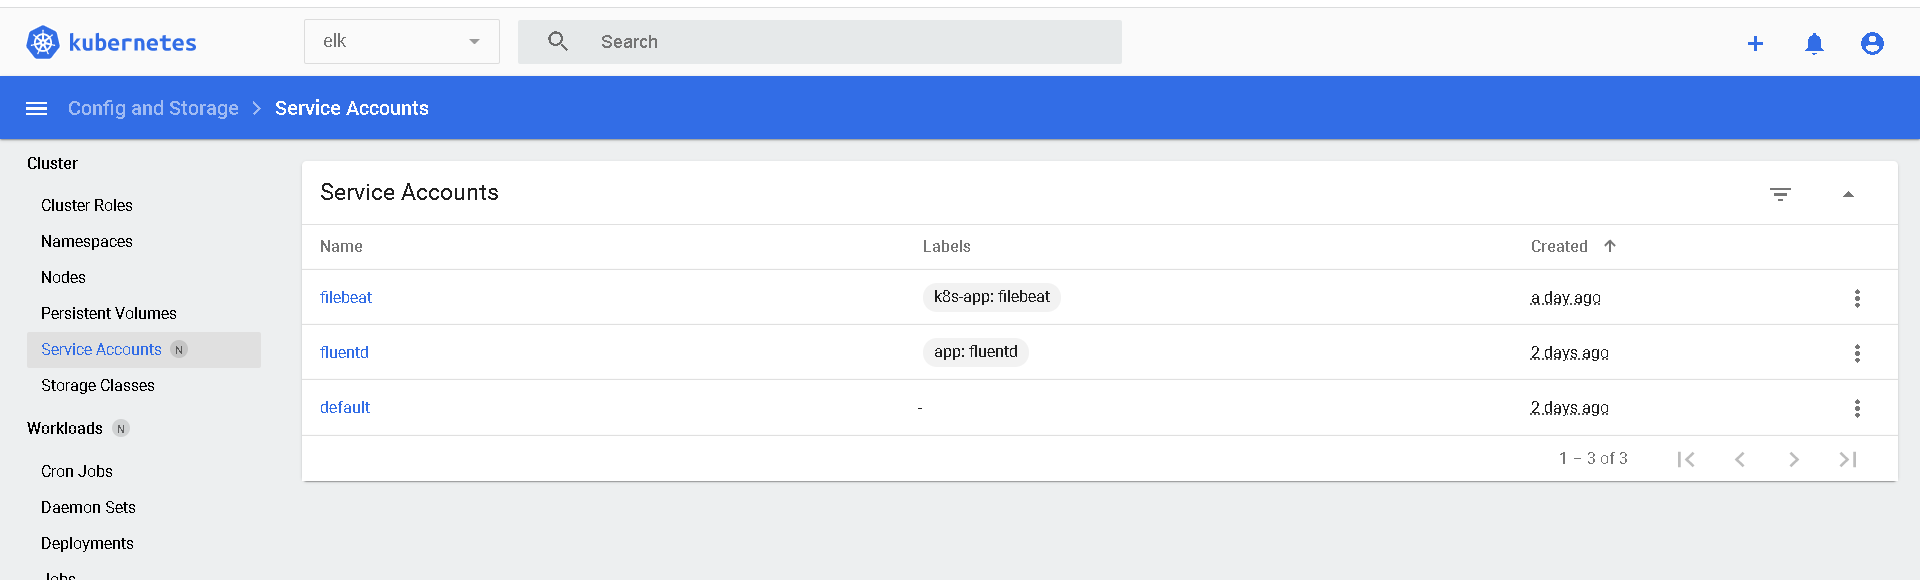 kubernetes
elk
Search
Config and Storage > Service Accounts
Cluster
Cluster Roles
Namespaces
Nodes
Persistent Volumes
Service Accounts N
Storage Classes
Workloads N
Cron Jobs
Daemon Sets
Deployments
Jobs
Service Accounts
Name Labels Created
filebeat k8s-app: filebeat a day ago
fluentd app: fluentd 2 days ago
default - 2 days ago
1 – 3 of 3